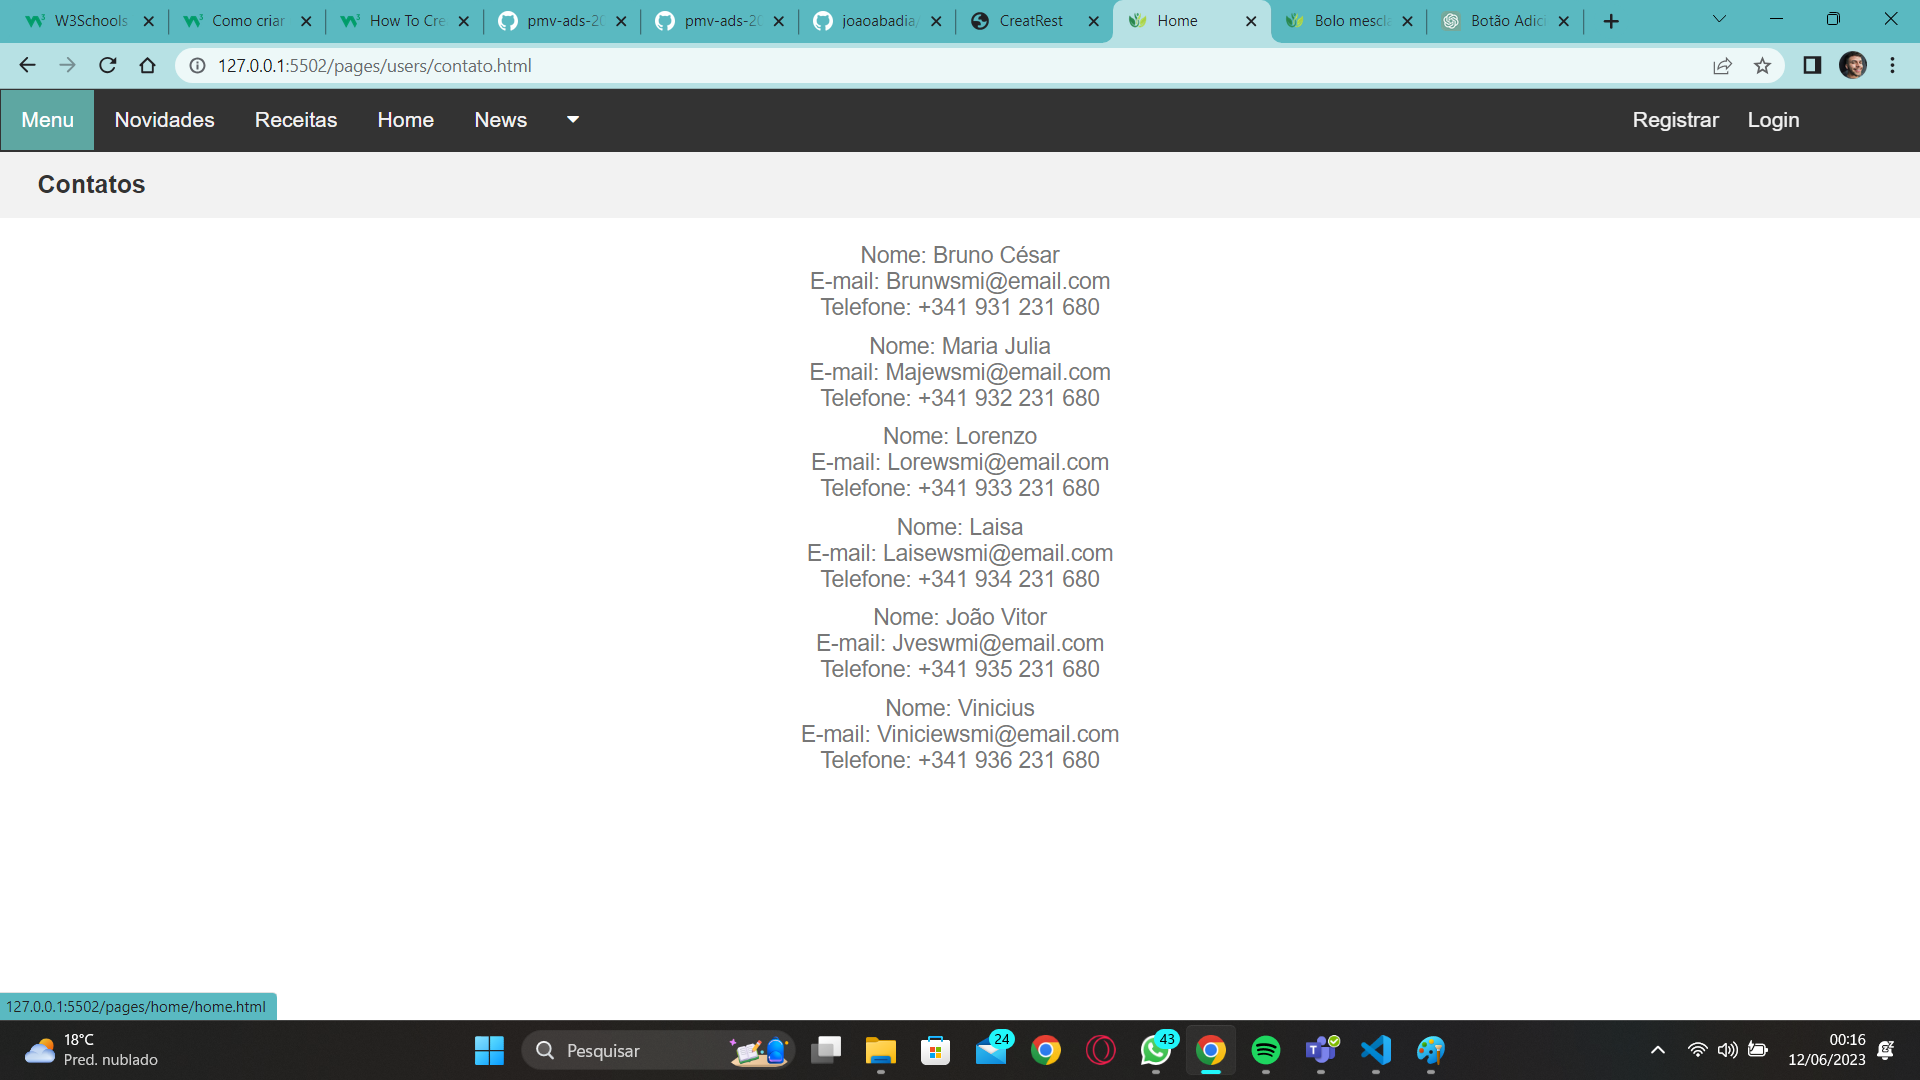 W3Schools
Como criar
How To Cre
pmv-ads-20
pmv-ads-20
joaoabadia/
CreatRest
Home
Bolo mescla
Botão Adici
127.0.0.1:5502/pages/users/contato.html
Menu
Novidades
Receitas
Home
News
Registrar
Login
Contatos
Nome: Bruno César
E-mail: Brunwsmi@email.com
Telefone: +341 931 231 680
Nome: Maria Julia
E-mail: Majewsmi@email.com
Telefone: +341 932 231 680
Nome: Lorenzo
E-mail: Lorewsmi@email.com
Telefone: +341 933 231 680
Nome: Laisa
E-mail: Laisewsmi@email.com
Telefone: +341 934 231 680
Nome: João Vitor
E-mail: Jveswmi@email.com
Telefone: +341 935 231 680
Nome: Vinicius
E-mail: Viniciewsmi@email.com
Telefone: +341 936 231 680
127.0.0.1:5502/pages/home/home.html
18°C
Pred. nublado
Pesquisar
24
43
00:16
12/06/2023